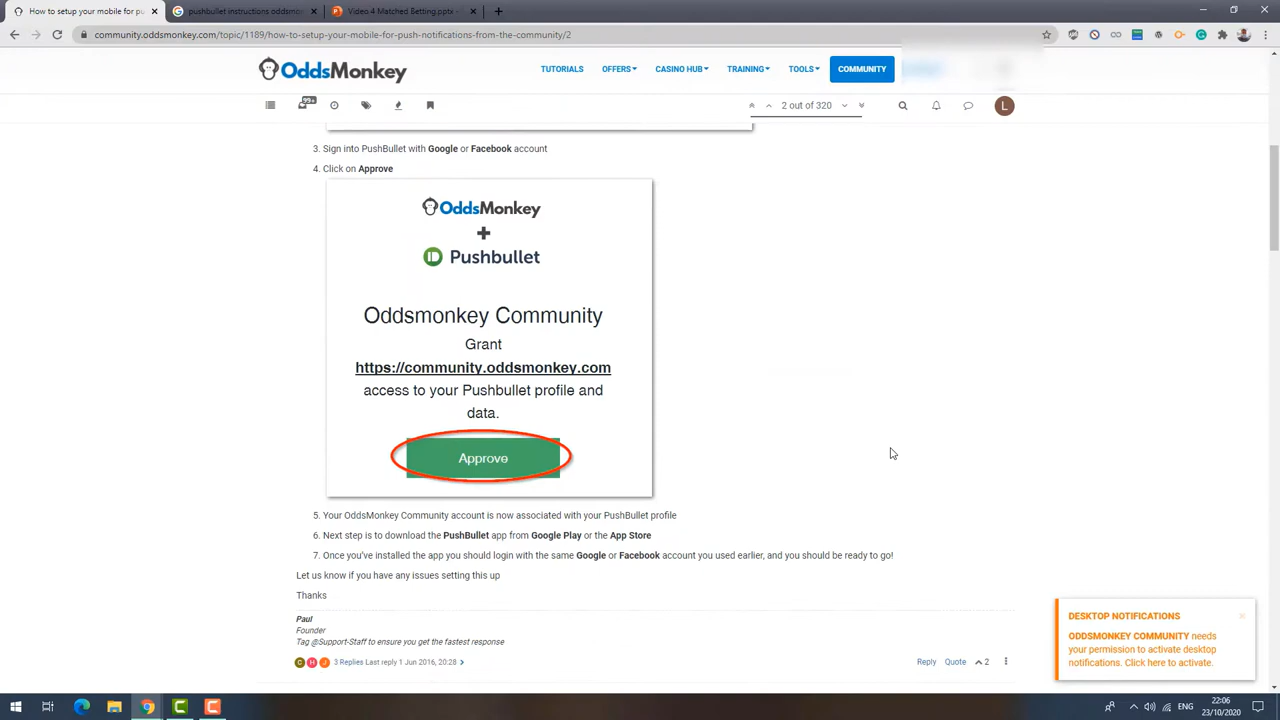 How to setup your mobile for pu
pushbullet instructions oddsmon
Video 4 Matched Setting.pptx -
community.oddsmonkey.com/topic/1189/how-to-setup-your-mobile-for-push-notifications-from-the-community/2
OddsMonkey
TUTORIALS
OFFERS
CASINO HUB
TRAINING
TOOLS
COMMUNITY
99+
2 out of 320
L
3. Sign into PushBullet with Google or Facebook account
4. Click on Approve
OddsMonkey
+
Pushbullet
Oddsmonkey Community
Grant
https://community.oddsmonkey.com
access to your Pushbullet profile and
data.
Approve
5. Your OddsMonkey Community account is now associated with your PushBullet profile
6. Next step is to download the PushBullet app from Google Play or the App Store
7. Once you've installed the app you should login with the same Google or Facebook account you used earlier, and you should be ready to go!
Let us know if you have any issues setting this up
Thanks
Paul
Founder
Tag @Support-Staff to ensure you get the fastest response
C H J 3 Replies Last reply 1 Jun 2016, 20:28
Reply Quote 2
DESKTOP NOTIFICATIONS
ODDSMONKEY COMMUNITY needs
your permission to activate desktop
notifications. Click here to activate.
ENG
22:06
23/10/2020